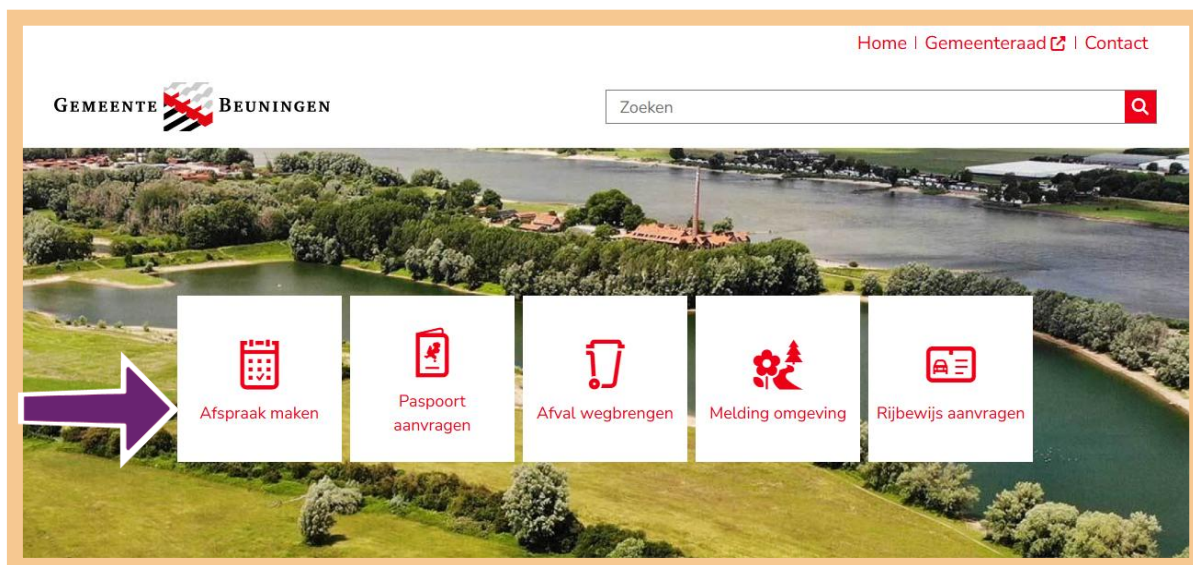 Home | Gemeenteraad | Contact
GEMEENTE BEUNINGEN
Zoeken
Afspraak maken
Paspoort
aanvragen
Afval wegbrengen
Melding omgeving
Rijbewijs aanvragen